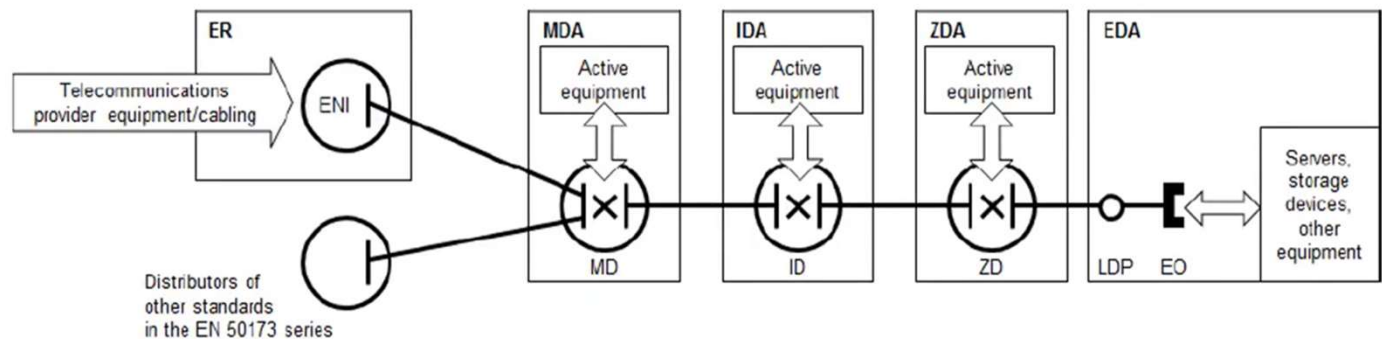 ER
Telecommunications
provider equipment/cabling
ENI
Distributors of
other standards
in the EN 50173 series
MDA
Active
equipment
MD
IDA
Active
equipment
ID
ZDA
Active
equipment
ZD
EDA
LDP
EO
Servers,
storage
devices,
other
equipment